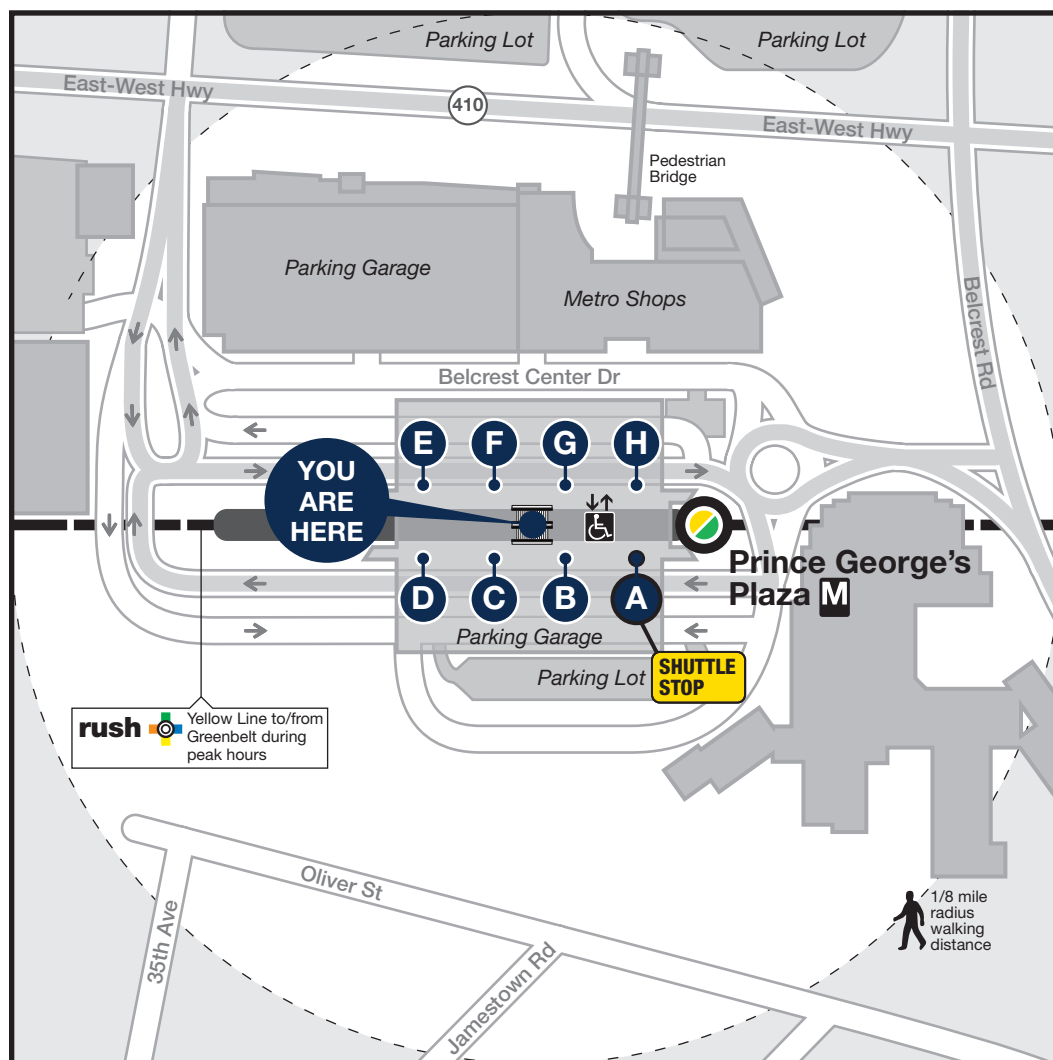 Parking Lot
Parking Lot
East-West Hwy
410
East-West Hwy
Pedestrian
Bridge
Parking Garage
Metro Shops
Belcrest Rd
Belcrest Center Dr
E
F
G
H
YOU
ARE
HERE
Prince George's
Plaza M
D
C
B
A
Parking Garage
Parking Lot
SHUTTLE
STOP
rush
Yellow Line to/from
Greenbelt during
peak hours
Oliver St
35th Ave
Jamestown Rd
1/8 mile
radius
walking
distance